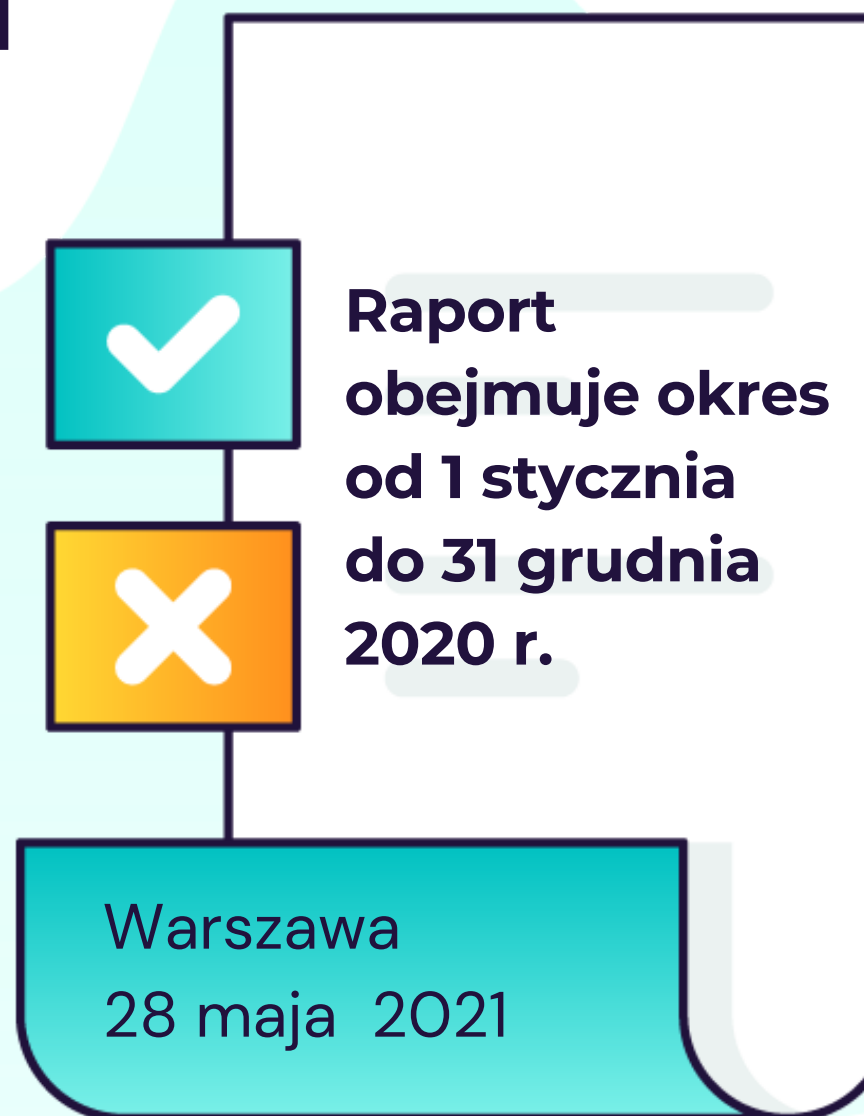 Raport
obejmuje okres
od 1 stycznia
do 31 grudnia
2020 r.
Warszawa
28 maja 2021